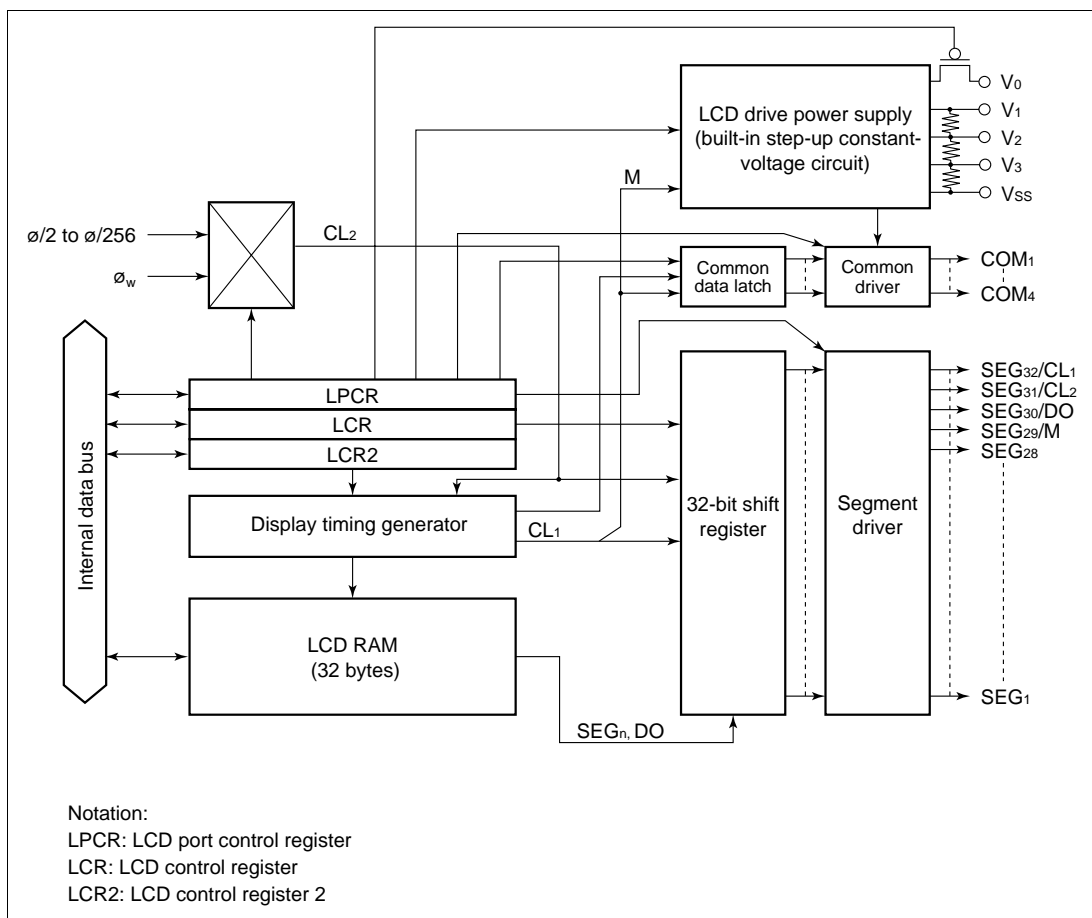 V0
V1
V2
V3
VSS
LCD drive power supply
(built-in step-up constant-
voltage circuit)
M
ø/2 to ø/256
øw
CL2
Common
data latch
Common
driver
COM1
COM4
Internal data bus
LPCR
LCR
LCR2
Display timing generator
CL1
LCD RAM
(32 bytes)
SEGn, DO
32-bit shift
register
Segment
driver
SEG32/CL1
SEG31/CL2
SEG30/DO
SEG29/M
SEG28
SEG1
Notation:
LPCR: LCD port control register
LCR: LCD control register
LCR2: LCD control register 2